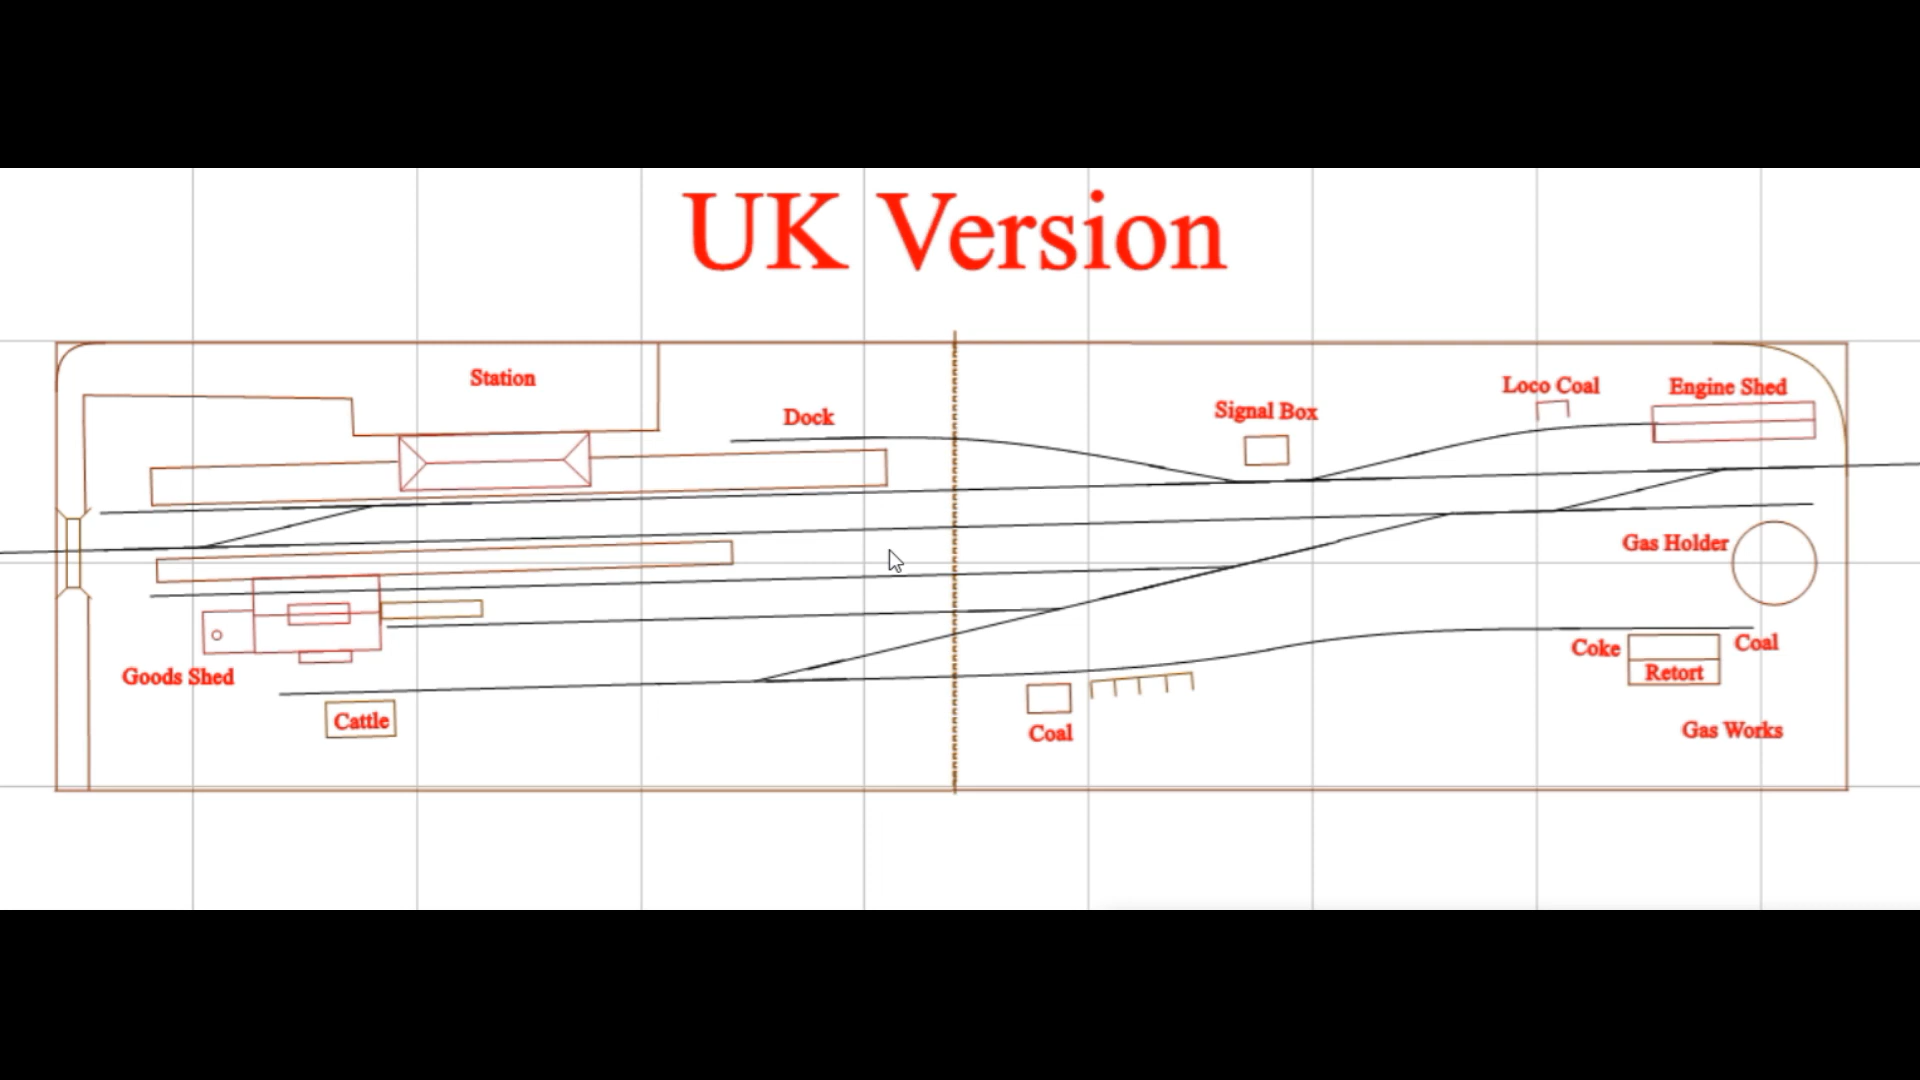 UK Version
Station
Dock
Signal Box
Loco Coal
Engine Shed
Gas Holder
Goods Shed
Cattle
Coal
Coke
Coal
Retort
Gas Works